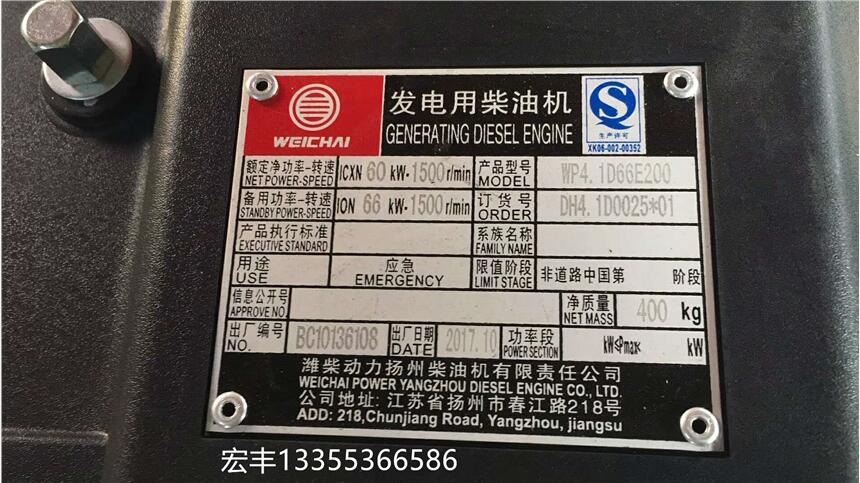 WEICHAI
发电用柴油机
GENERATING DIESEL ENGINE
生产许可
XK06-002-00352
额定净功率-转速 ICXN 60 kW-1500 r/min 产品型号 WP4.1D66E200
NET POWER-SPEED MODEL
备用功率-转速 ION 66 kW-1500 r/min 订货号 DH4.1D0025*01
STANDBY POWER-SPEED ORDER
产品执行标准 系族名称
EXECUTIVE STANDARD FAMILY NAME
用途 应急 限值阶段 非道路中国第 阶段
USE EMERGENCY LIMIT STAGE
信息公开号 净质量 400 kg
APPROVE NO. NET MASS
出厂编号 BC10136108 出厂日期 2017.10 功率段 kW<Pmax< kW
NO. DATE POWER SECTION
潍柴动力扬州柴油机有限责任公司
WEICHAI POWER YANGZHOU DIESEL ENGINE CO., LTD.
公司地址: 江苏省扬州市春江路218号
ADD: 218,Chunjiang Road, Yangzhou, jiangsu
宏丰13355366586